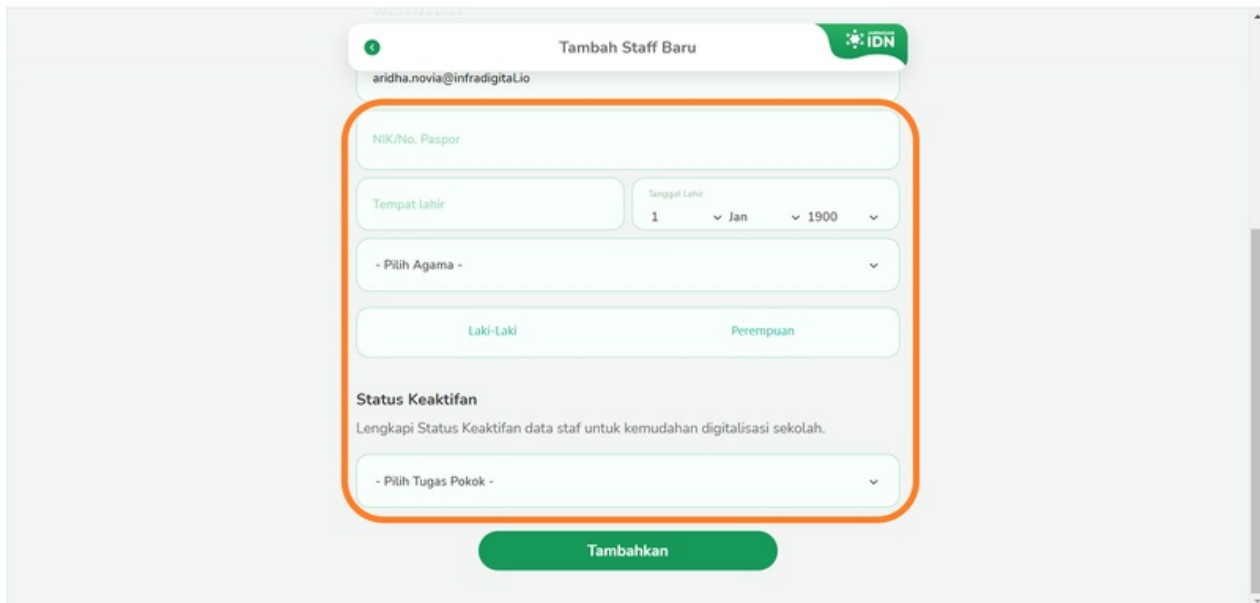 Tambah Staff Baru
IDN
aridha.novia@infradigital.io
NIK/No. Paspor
Tempat lahir
Tanggal Lahir
1 Jan 1900
- Pilih Agama -
Laki-Laki Perempuan
Status Keaktifan
Lengkapi Status Keaktifan data staf untuk kemudahan digitalisasi sekolah.
- Pilih Tugas Pokok -
Tambahkan